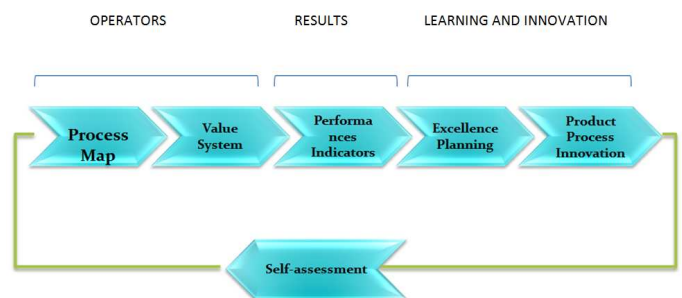 OPERATORS
RESULTS
LEARNING AND INNOVATION
Process
Map
Value
System
Performa
nces
Indicators
Excellence
Planning
Product
Process
Innovation
Self-assessment